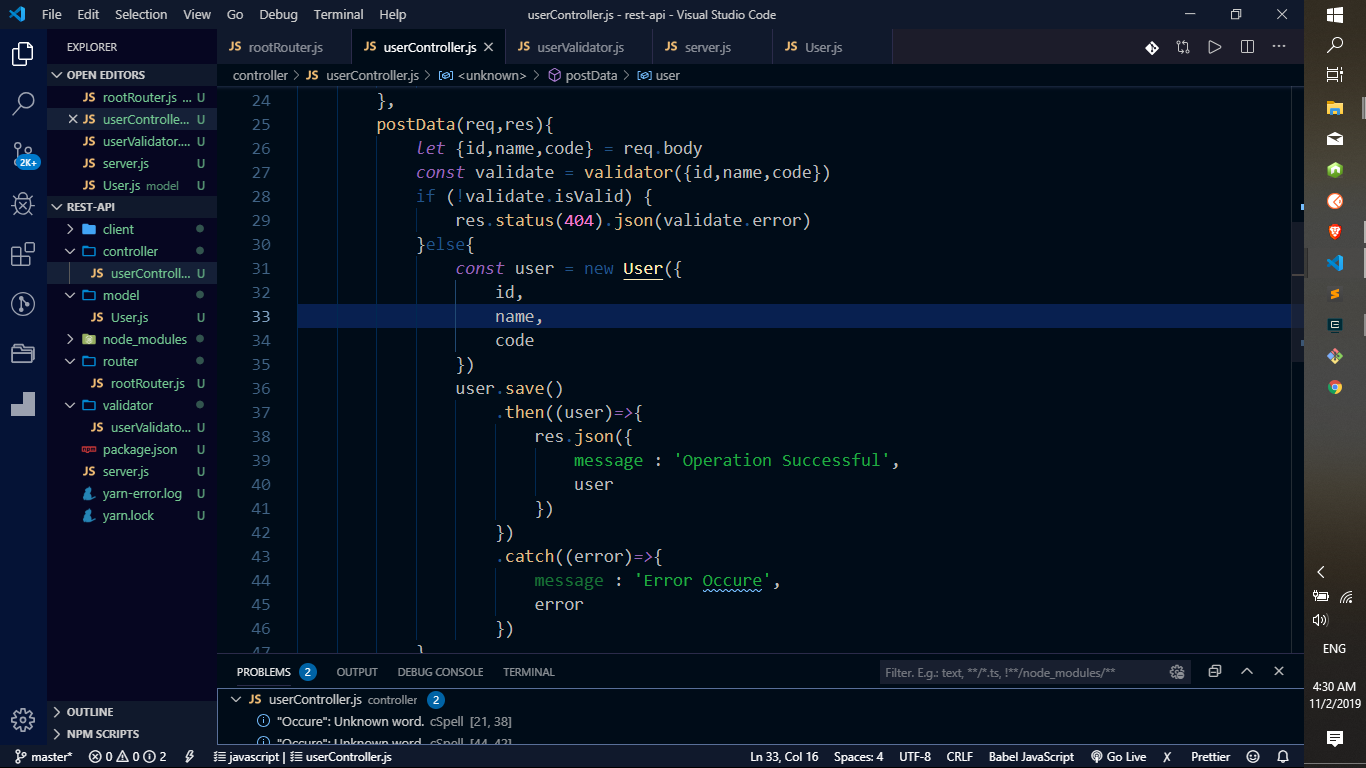 File Edit Selection View Go Debug Terminal Help userController.js - rest-api - Visual Studio Code
EXPLORER
OPEN EDITORS
JS rootRouter.js ... U
JS userControlle... U
JS userValidator.... U
JS server.js U
JS User.js model U
REST-API
client
controller
JS userControll... U
model
JS User.js U
node_modules
router
JS rootRouter.js U
validator
JS userValidato... U
package.json U
JS server.js U
yarn-error.log U
yarn.lock U
OUTLINE
NPM SCRIPTS
2K+
JS rootRouter.js JS userController.js JS userValidator.js JS server.js JS User.js
controller > JS userController.js > <unknown> > postData > user
24 },
25 postData(req,res){
26 let {id,name,code} = req.body
27 const validate = validator({id,name,code})
28 if (!validate.isValid) {
29 res.status(404).json(validate.error)
30 }else{
31 const user = new User({
32 id,
33 name,
34 code
35 })
36 user.save()
37 .then((user)=>{
38 res.json({
39 message : 'Operation Successful',
40 user
41 })
42 })
43 .catch((error)=>{
44 message : 'Error Occure',
45 error
46 })
47 }
PROBLEMS 2 OUTPUT DEBUG CONSOLE TERMINAL Filter. E.g.: text, **/*.ts, !**/node_modules/**
JS userController.js controller 2
"Occure": Unknown word. cSpell [21, 38]
"Occure": Unknown word. cSpell [44, 42]
master* 0 0 2 javascript | userController.js Ln 33, Col 16 Spaces: 4 UTF-8 CRLF Babel JavaScript Go Live X Prettier
ENG
4:30 AM
11/2/2019